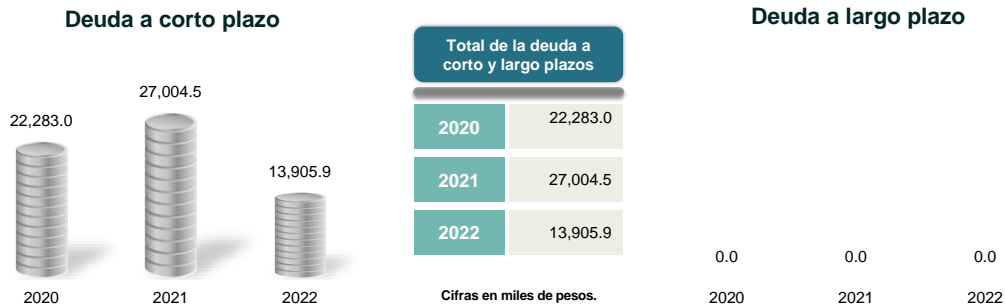 Deuda a corto plazo
27,004.5
22,283.0
13,905.9
2020 2021 2022
Total de la deuda a
corto y largo plazos
2020 22,283.0
2021 27,004.5
2022 13,905.9
Cifras en miles de pesos.
Deuda a largo plazo
0.0 0.0 0.0
2020 2021 2022